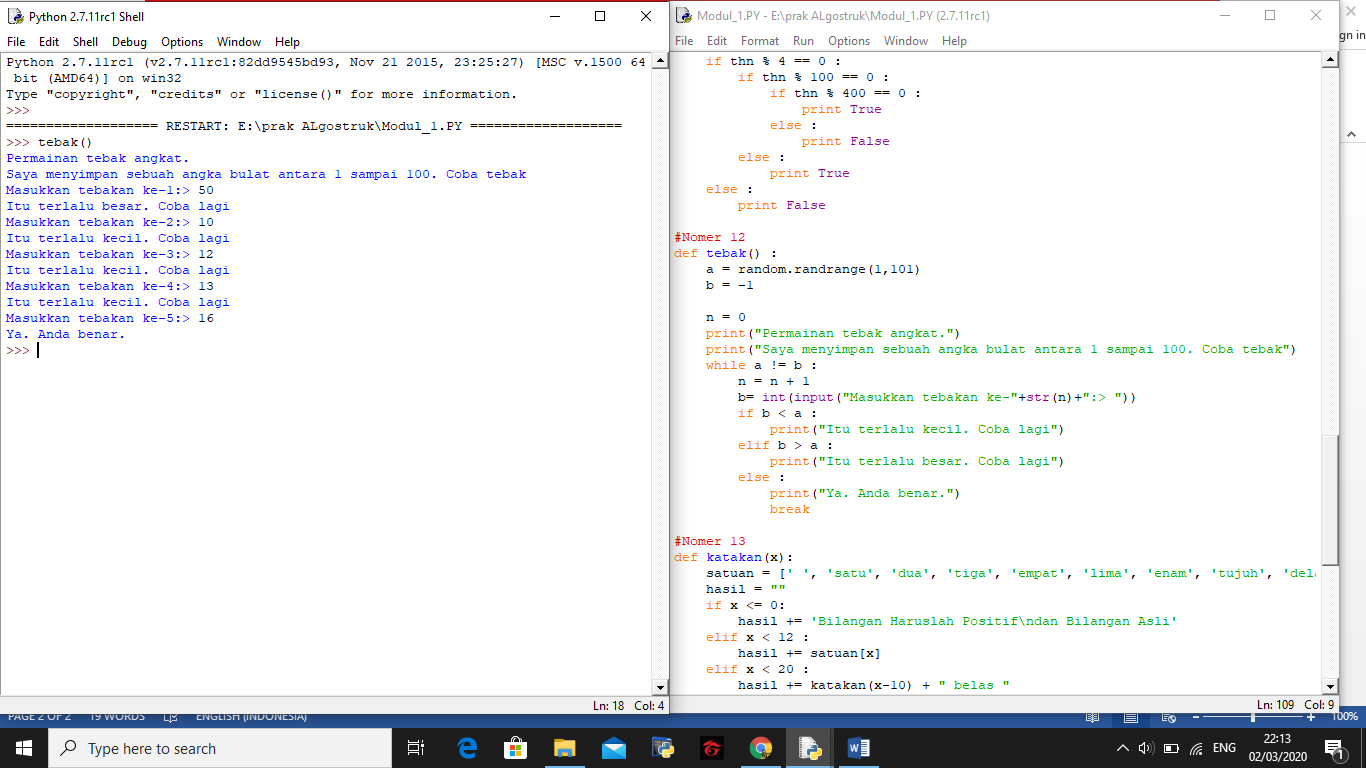 Python 2.7.11rc1 Shell
File Edit Shell Debug Options Window Help
Python 2.7.11rc1 (v2.7.11rc1:82dd9545bd93, Nov 21 2015, 23:25:27) [MSC v.1500 64
 bit (AMD64)] on win32
Type "copyright", "credits" or "license()" for more information.
>>>
=================== RESTART: E:\prak ALgostruk\Modul_1.PY ===================
>>> tebak()
Permainan tebak angkat.
Saya menyimpan sebuah angka bulat antara 1 sampai 100. Coba tebak
Masukkan tebakan ke-1:> 50
Itu terlalu besar. Coba lagi
Masukkan tebakan ke-2:> 10
Itu terlalu kecil. Coba lagi
Masukkan tebakan ke-3:> 12
Itu terlalu kecil. Coba lagi
Masukkan tebakan ke-4:> 13
Itu terlalu kecil. Coba lagi
Masukkan tebakan ke-5:> 16
Ya. Anda benar.
>>>
Ln: 18 Col: 4
Modul_1.PY - E:\prak ALgostruk\Modul_1.PY (2.7.11rc1)
File Edit Format Run Options Window Help
    if thn % 4 == 0 :
        if thn % 100 == 0 :
            if thn % 400 == 0 :
                print True
            else :
                print False
        else :
            print True
    else :
        print False
#Nomer 12
def tebak() :
    a = random.randrange(1,101)
    b = -1
    n = 0
    print("Permainan tebak angkat.")
    print("Saya menyimpan sebuah angka bulat antara 1 sampai 100. Coba tebak")
    while a != b :
        n = n + 1
        b= int(input("Masukkan tebakan ke-"+str(n)+":> "))
        if b < a :
            print("Itu terlalu kecil. Coba lagi")
        elif b > a :
            print("Itu terlalu besar. Coba lagi")
        else :
            print("Ya. Anda benar.")
            break
#Nomer 13
def katakan(x):
    satuan = [' ', 'satu', 'dua', 'tiga', 'empat', 'lima', 'enam', 'tujuh', 'dela
    hasil = ""
    if x <= 0:
        hasil += 'Bilangan Haruslah Positif\ndan Bilangan Asli'
    elif x < 12 :
        hasil += satuan[x]
    elif x < 20 :
        hasil += katakan(x-10) + " belas "
Ln: 109 Col: 9
gn in
PAGE 2 OF 2 19 WORDS ENGLISH (INDONESIA) 100%
Type here to search
ENG
22:13
02/03/2020
1